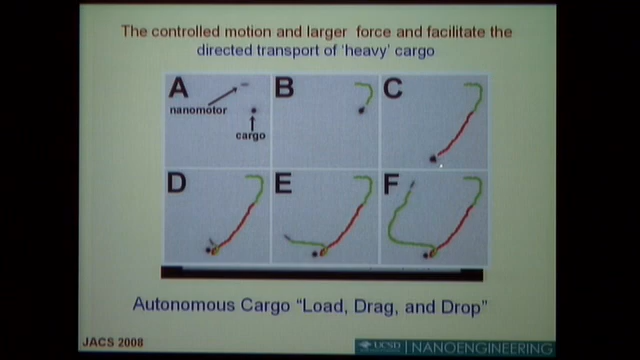 The controlled motion and larger force and facilitate the
directed transport of 'heavy' cargo
A
nanomotor
cargo
B
C
D
E
F
Autonomous Cargo "Load, Drag, and Drop"
JACS 2008
UCSD | NANOENGINEERING